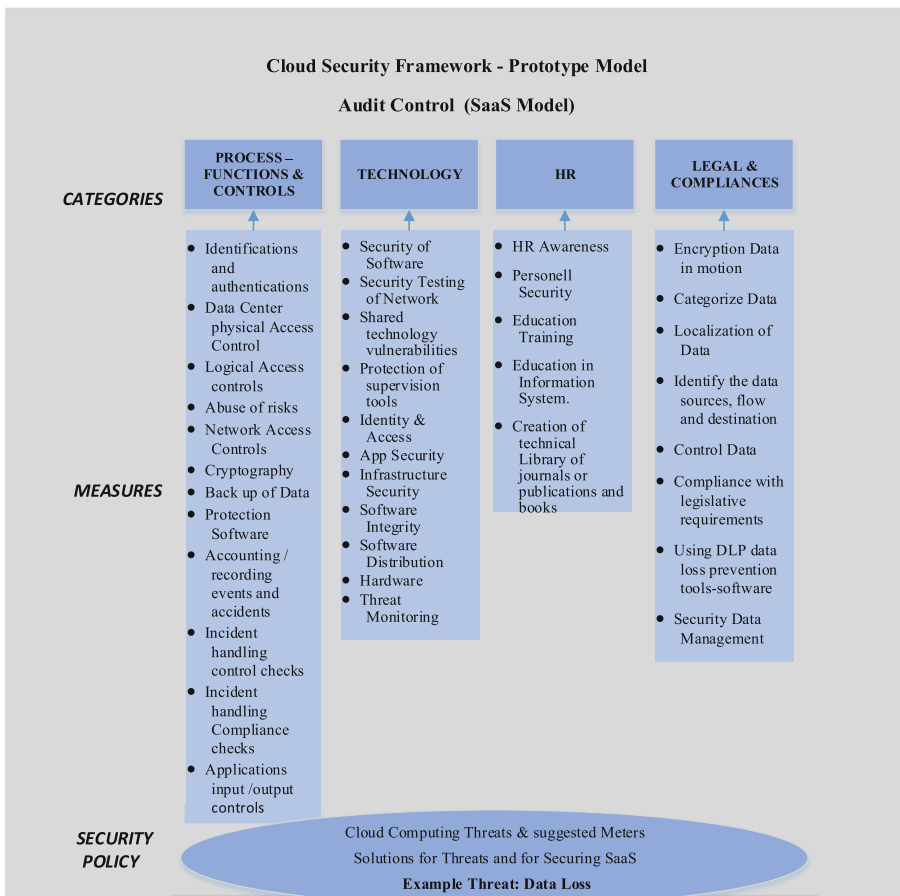 Cloud Security Framework - Prototype Model
Audit Control (SaaS Model)
CATEGORIES
PROCESS –
FUNCTIONS &
CONTROLS
TECHNOLOGY
HR
LEGAL &
COMPLIANCES
MEASURES
● Identifications
and
authentications
● Data Center
physical Access
Control
● Logical Access
controls
● Abuse of risks
● Network Access
Controls
● Cryptography
● Back up of Data
● Protection
Software
● Accounting /
recording
events and
accidents
● Incident
handling
control checks
● Incident
handling
Compliance
checks
● Applications
input /output
controls
● Security of
Software
● Security Testing
of Network
● Shared
technology
vulnerabilities
● Protection of
supervision
tools
● Identity &
Access
● App Security
● Infrastructure
Security
● Software
Integrity
● Software
Distribution
● Hardware
● Threat
Monitoring
● HR Awareness
● Personell
Security
● Education
Training
● Education in
Information
System.
● Creation of
technical
Library of
journals or
publications and
books
● Encryption Data
in motion
● Categorize Data
● Localization of
Data
● Identify the data
sources, flow
and destination
● Control Data
● Compliance with
legislative
requirements
● Using DLP data
loss prevention
tools-software
● Security Data
Management
SECURITY
POLICY
Cloud Computing Threats & suggested Meters
Solutions for Threats and for Securing SaaS
Example Threat: Data Loss